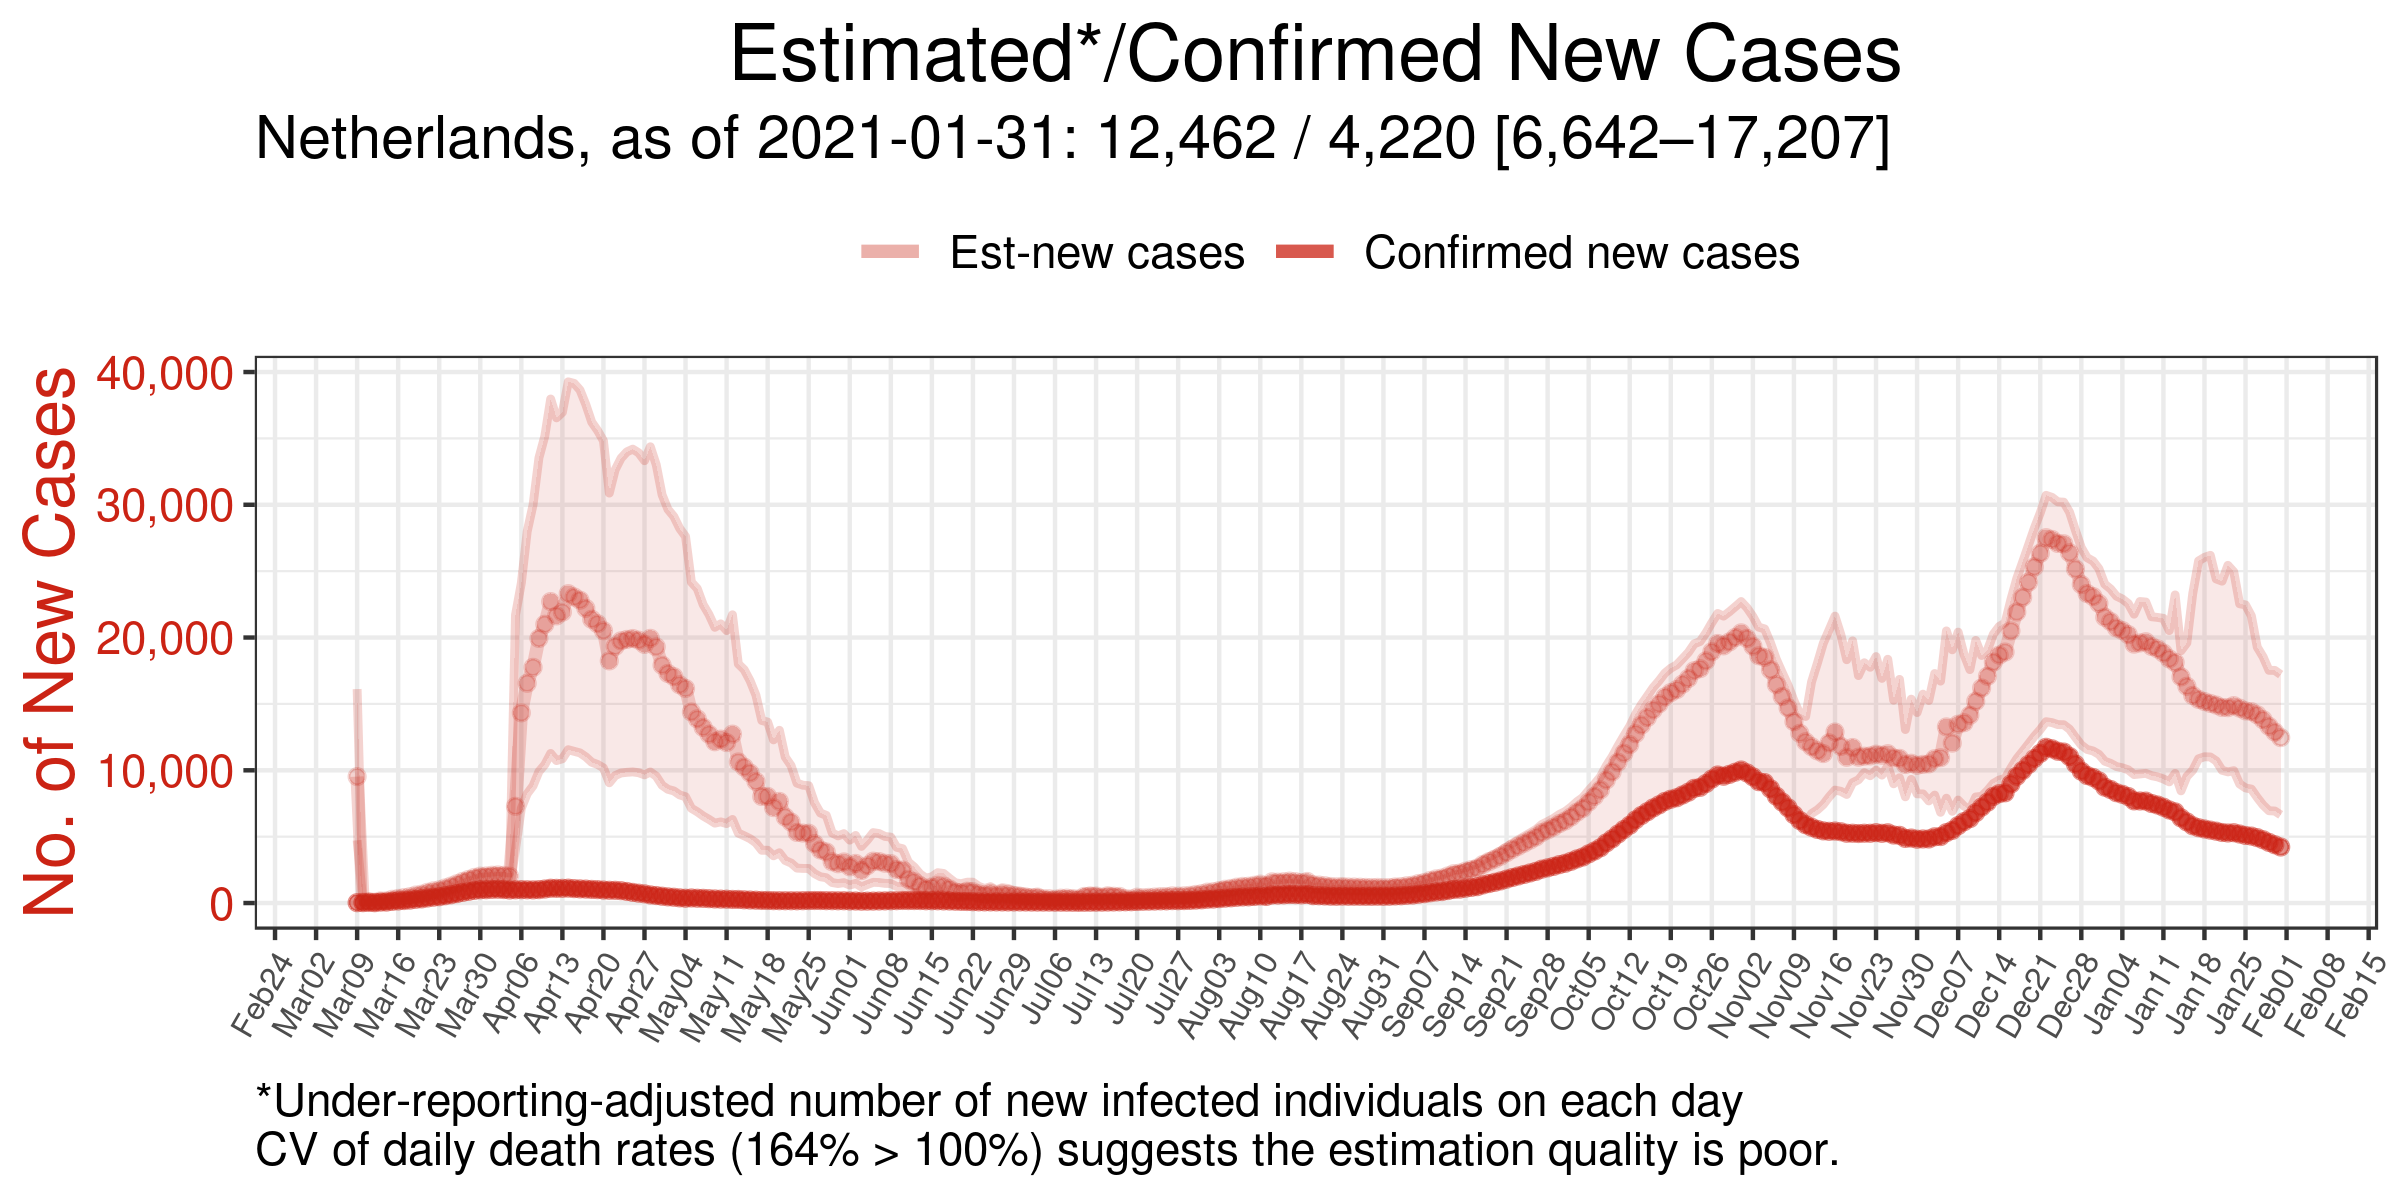 Estimated*/Confirmed New Cases
Netherlands, as of 2021-01-31: 12,462 / 4,220 [6,642–17,207]
Est-new cases
Confirmed new cases
No. of New Cases
40,000
30,000
20,000
10,000
0
Feb24
Mar02
Mar09
Mar16
Mar23
Mar30
Apr06
Apr13
Apr20
Apr27
May04
May11
May18
May25
Jun01
Jun08
Jun15
Jun22
Jun29
Jul06
Jul13
Jul20
Jul27
Aug03
Aug10
Aug17
Aug24
Aug31
Sep07
Sep14
Sep21
Sep28
Oct05
Oct12
Oct19
Oct26
Nov02
Nov09
Nov16
Nov23
Nov30
Dec07
Dec14
Dec21
Dec28
Jan04
Jan11
Jan18
Jan25
Feb01
Feb08
Feb15
*Under-reporting-adjusted number of new infected individuals on each day
CV of daily death rates (164% > 100%) suggests the estimation quality is poor.